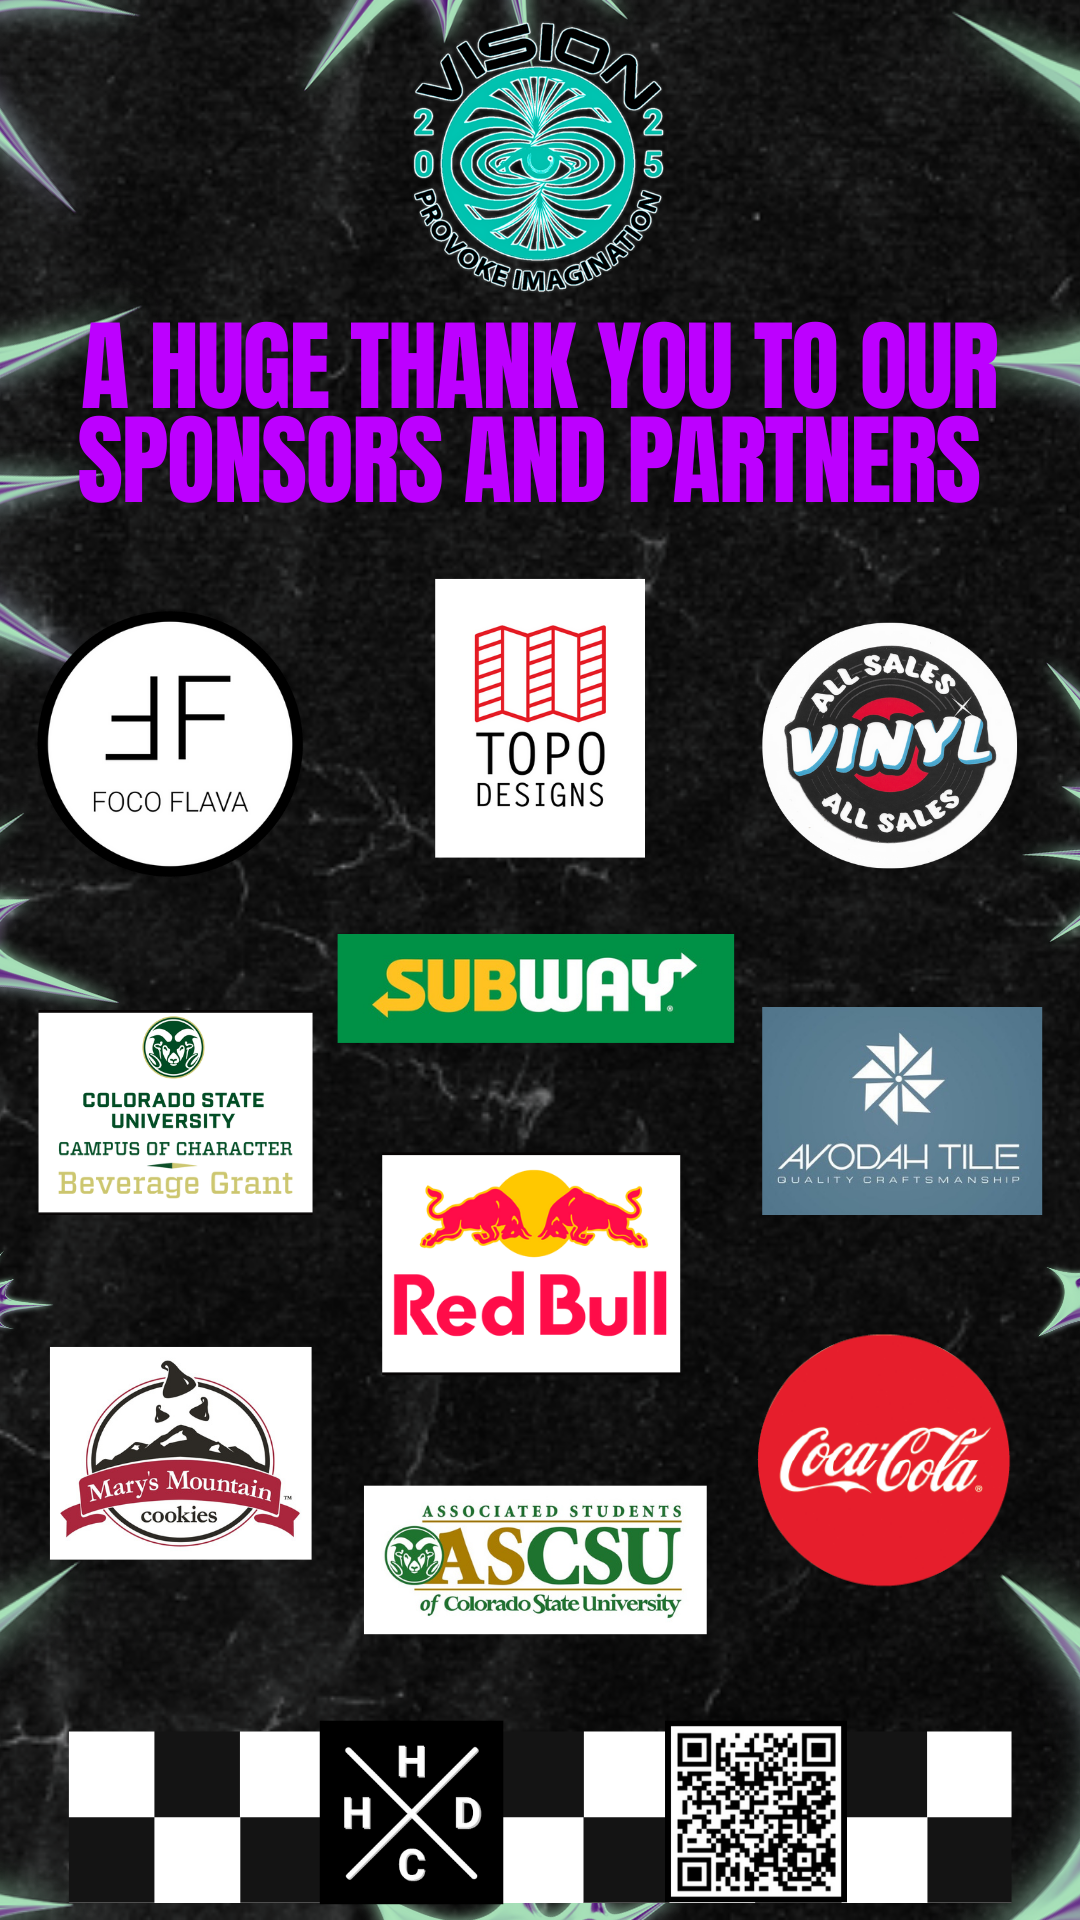 VISION
2025
PROVOKE IMAGINATION
A HUGE THANK YOU TO OUR
SPONSORS AND PARTNERS
FF
FOCO FLAVA
TOPO
DESIGNS
ALL SALES
VINYL
ALL SALES
SUBWAY®
COLORADO STATE
UNIVERSITY
CAMPUS OF CHARACTER
Beverage Grant
AVODAH TILE
QUALITY CRAFTSMANSHIP
Red Bull
Mary's Mountain™
cookies
Coca-Cola®
ASSOCIATED STUDENTS
ASCSU
of Colorado State University
H
H D
C